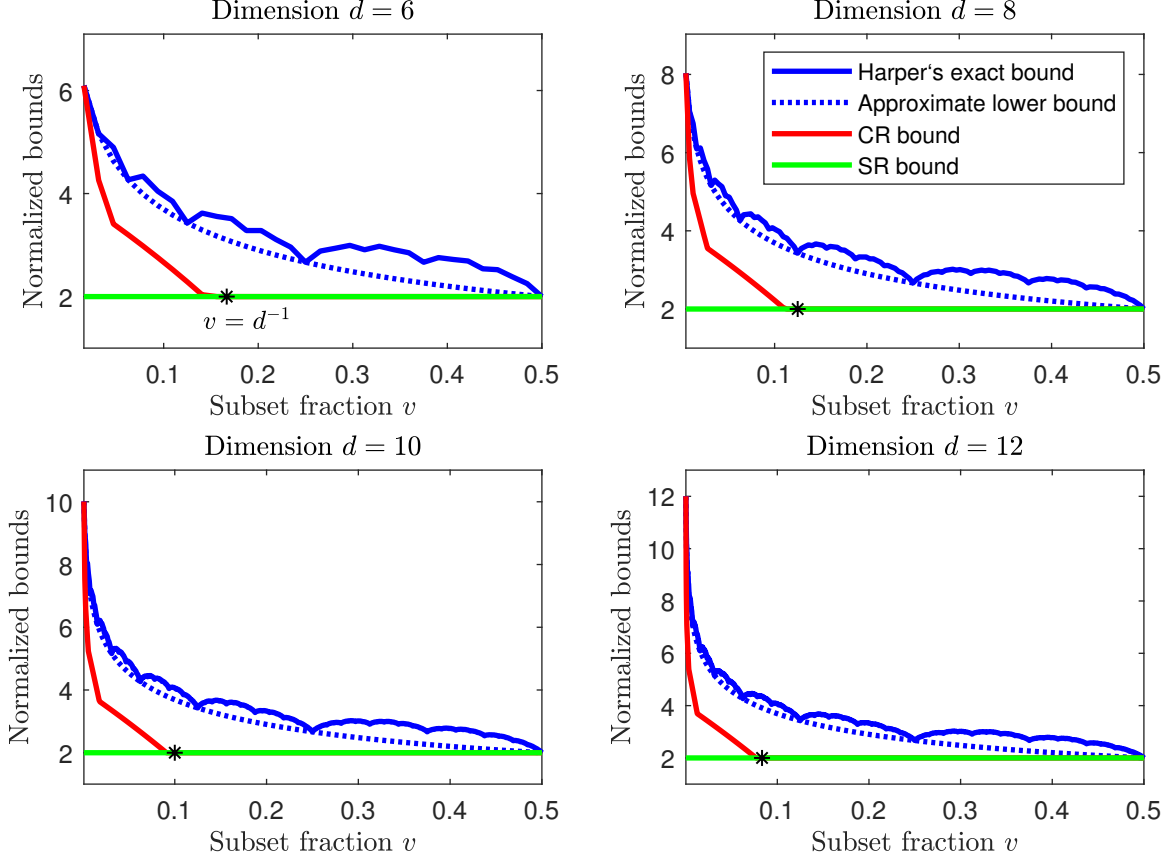 Dimension d = 6
Normalized bounds
6
4
2
v = d⁻¹
0.1 0.2 0.3 0.4 0.5
Subset fraction v
Dimension d = 8
Normalized bounds
8
6
4
2
Harper‘s exact bound
Approximate lower bound
CR bound
SR bound
0.1 0.2 0.3 0.4 0.5
Subset fraction v
Dimension d = 10
Normalized bounds
10
8
6
4
2
0.1 0.2 0.3 0.4 0.5
Subset fraction v
Dimension d = 12
Normalized bounds
12
10
8
6
4
2
0.1 0.2 0.3 0.4 0.5
Subset fraction v